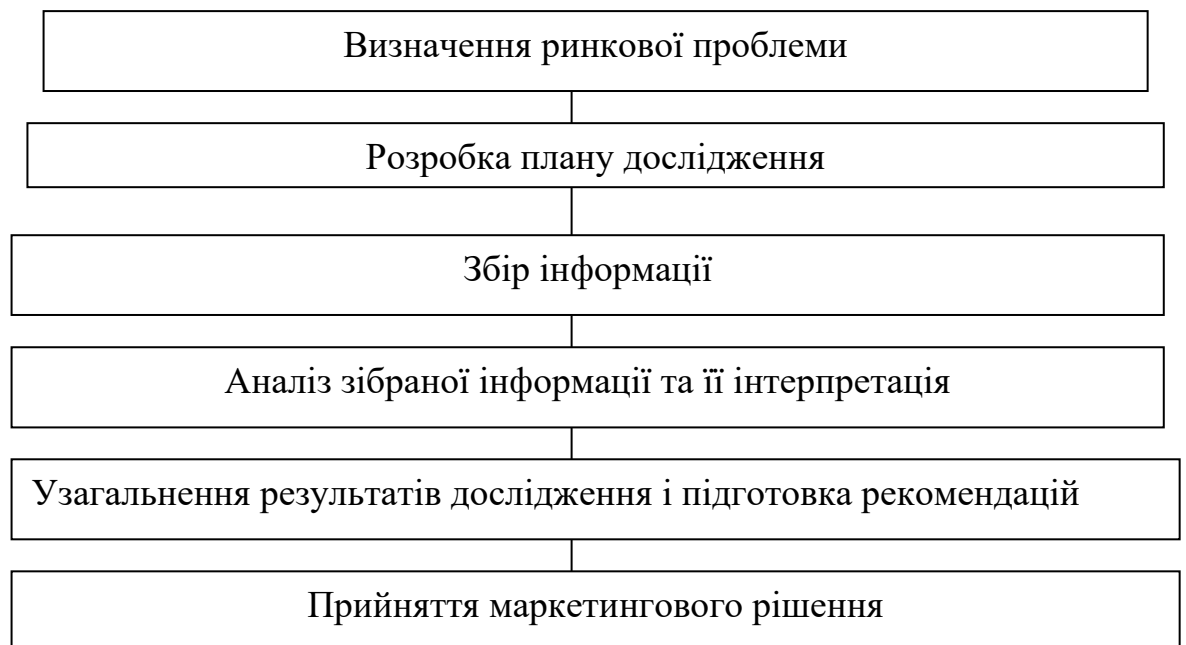 Визначення ринкової проблеми
Розробка плану дослідження
Збір інформації
Аналіз зібраної інформації та її інтерпретація
Узагальнення результатів дослідження і підготовка рекомендацій
Прийняття маркетингового рішення